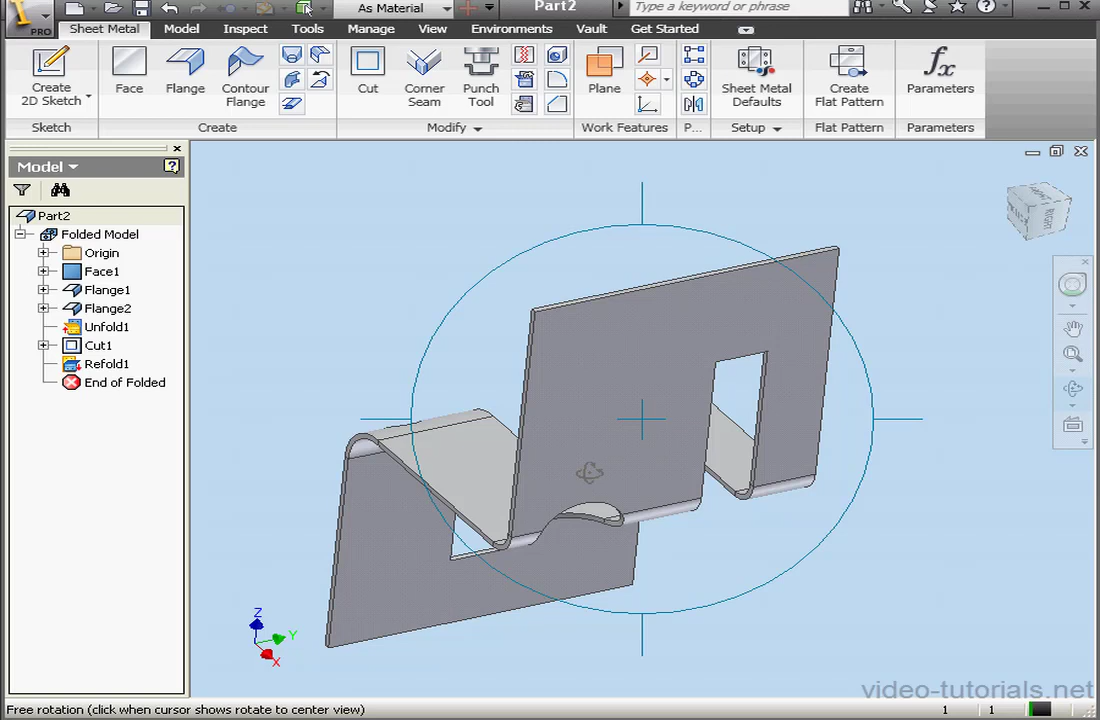 As Material
Part2
Type a keyword or phrase
PRO
Sheet Metal
Model
Inspect
Tools
Manage
View
Environments
Vault
Get Started
Create
2D Sketch
Face
Flange
Contour
Flange
Cut
Corner
Seam
Punch
Tool
Plane
Sheet Metal
Defaults
Create
Flat Pattern
fx
Parameters
Sketch
Create
Modify
Work Features
P...
Setup
Flat Pattern
Parameters
Model
Part2
Folded Model
Origin
Face1
Flange1
Flange2
Unfold1
Cut1
Refold1
End of Folded
RIGHT
Z
Y
X
video-tutorials.net
Free rotation (click when cursor shows rotate to center view)
1
1